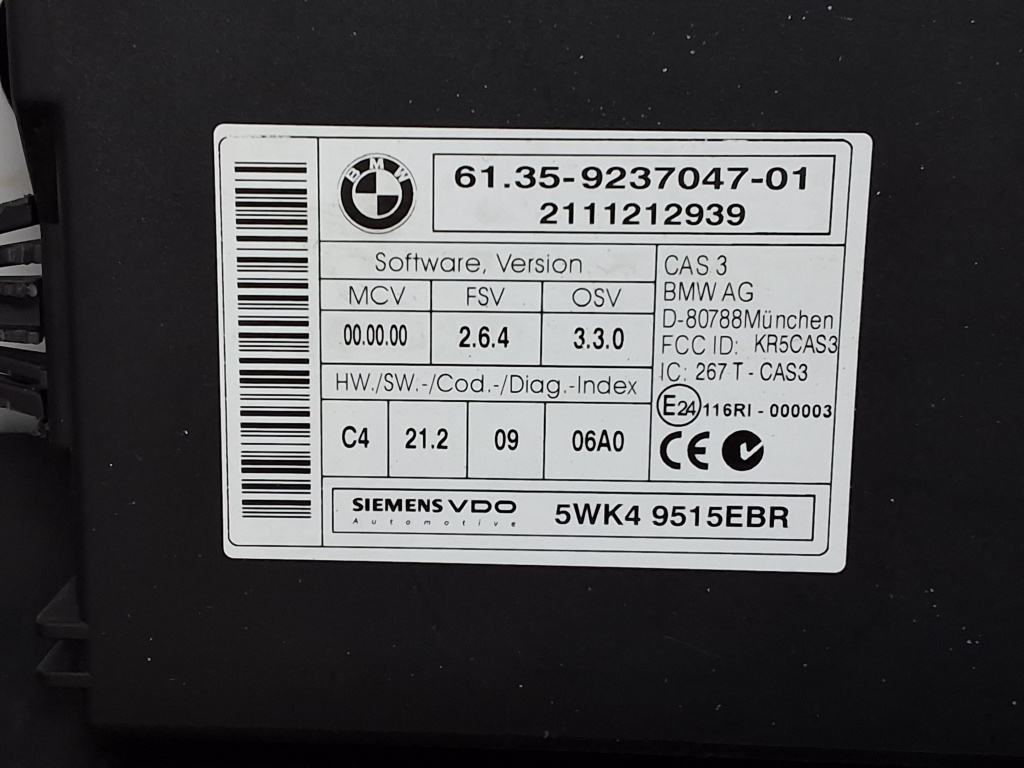 BMW
61.35-9237047-01
2111212939
Software, Version
MCV FSV OSV
00.00.00 2.6.4 3.3.0
HW./SW.-/Cod.-/Diag.-Index
C4 21.2 09 06A0
CAS 3
BMW AG
D-80788München
FCC ID: KR5CAS3
IC: 267 T - CAS3
E24 116RI - 000003
CE
SIEMENS VDO
Automotive
5WK4 9515EBR